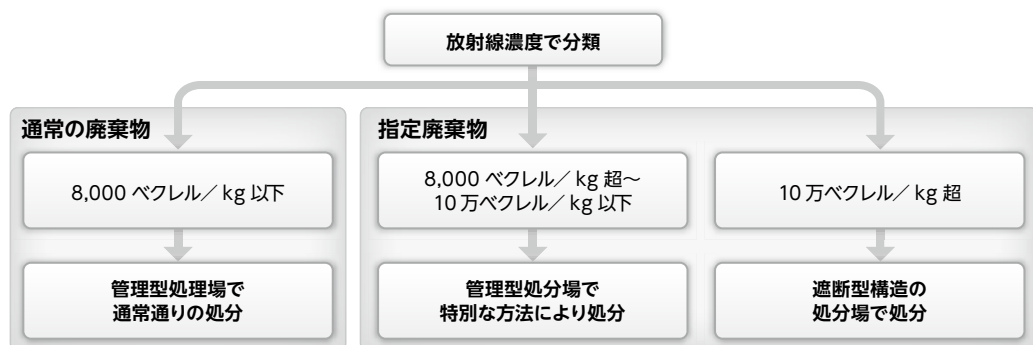 放射線濃度で分類
通常の廃棄物
指定廃棄物
8,000 ベクレル／ kg 以下
8,000 ベクレル／ kg 超〜
10 万ベクレル／ kg 以下
10 万ベクレル／ kg 超
管理型処理場で
通常通りの処分
管理型処分場で
特別な方法により処分
遮断型構造の
処分場で処分